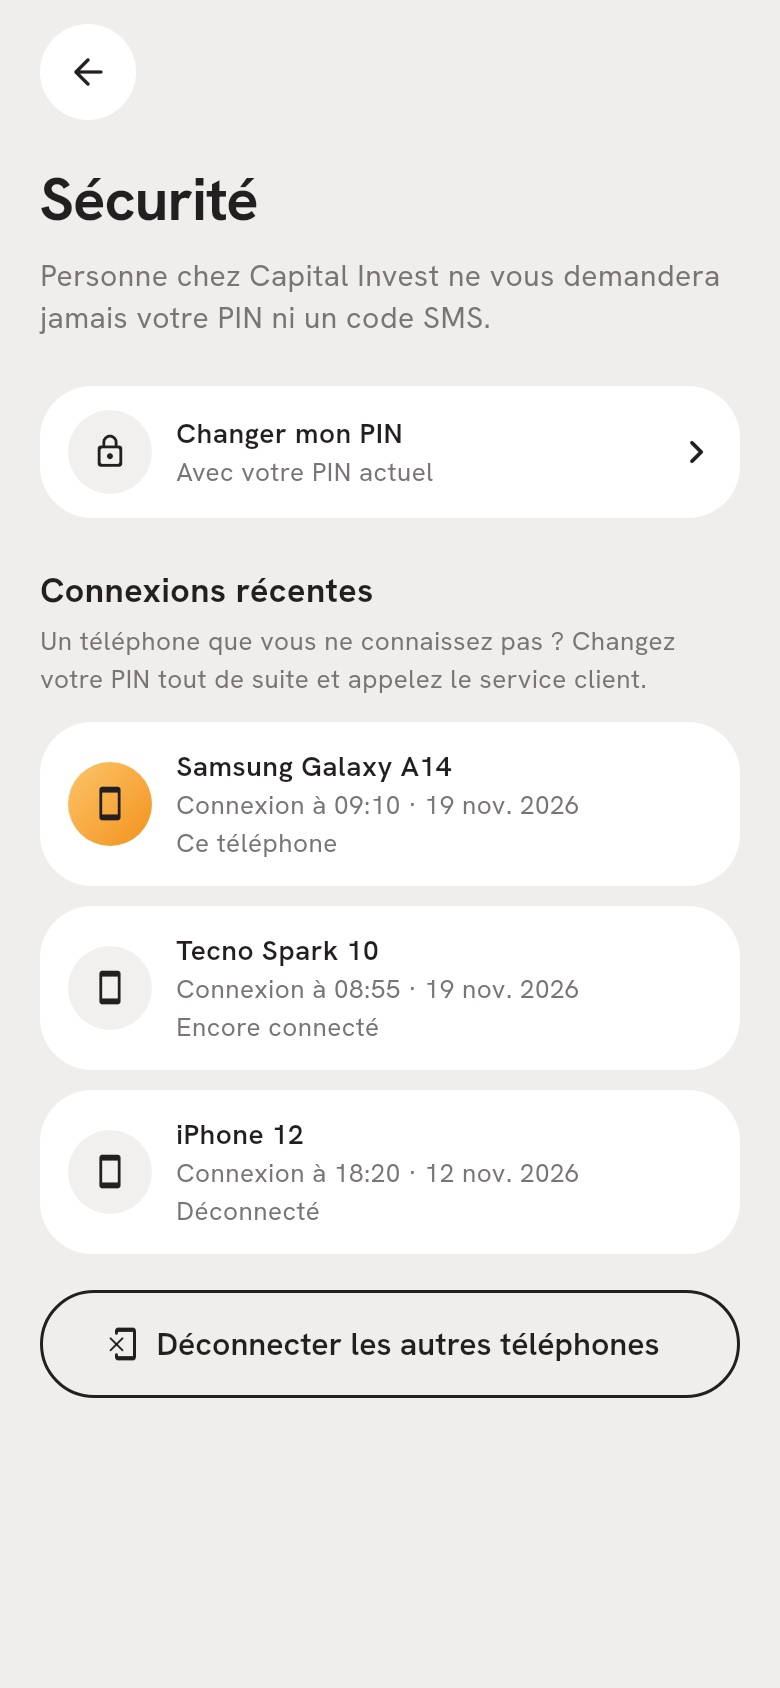 Sécurité
Personne chez Capital Invest ne vous demandera
jamais votre PIN ni un code SMS.
Changer mon PIN
Avec votre PIN actuel
Connexions récentes
Un téléphone que vous ne connaissez pas ? Changez
votre PIN tout de suite et appelez le service client.
Samsung Galaxy A14
Connexion à 09:10 · 19 nov. 2026
Ce téléphone
Tecno Spark 10
Connexion à 08:55 · 19 nov. 2026
Encore connecté
iPhone 12
Connexion à 18:20 · 12 nov. 2026
Déconnecté
Déconnecter les autres téléphones